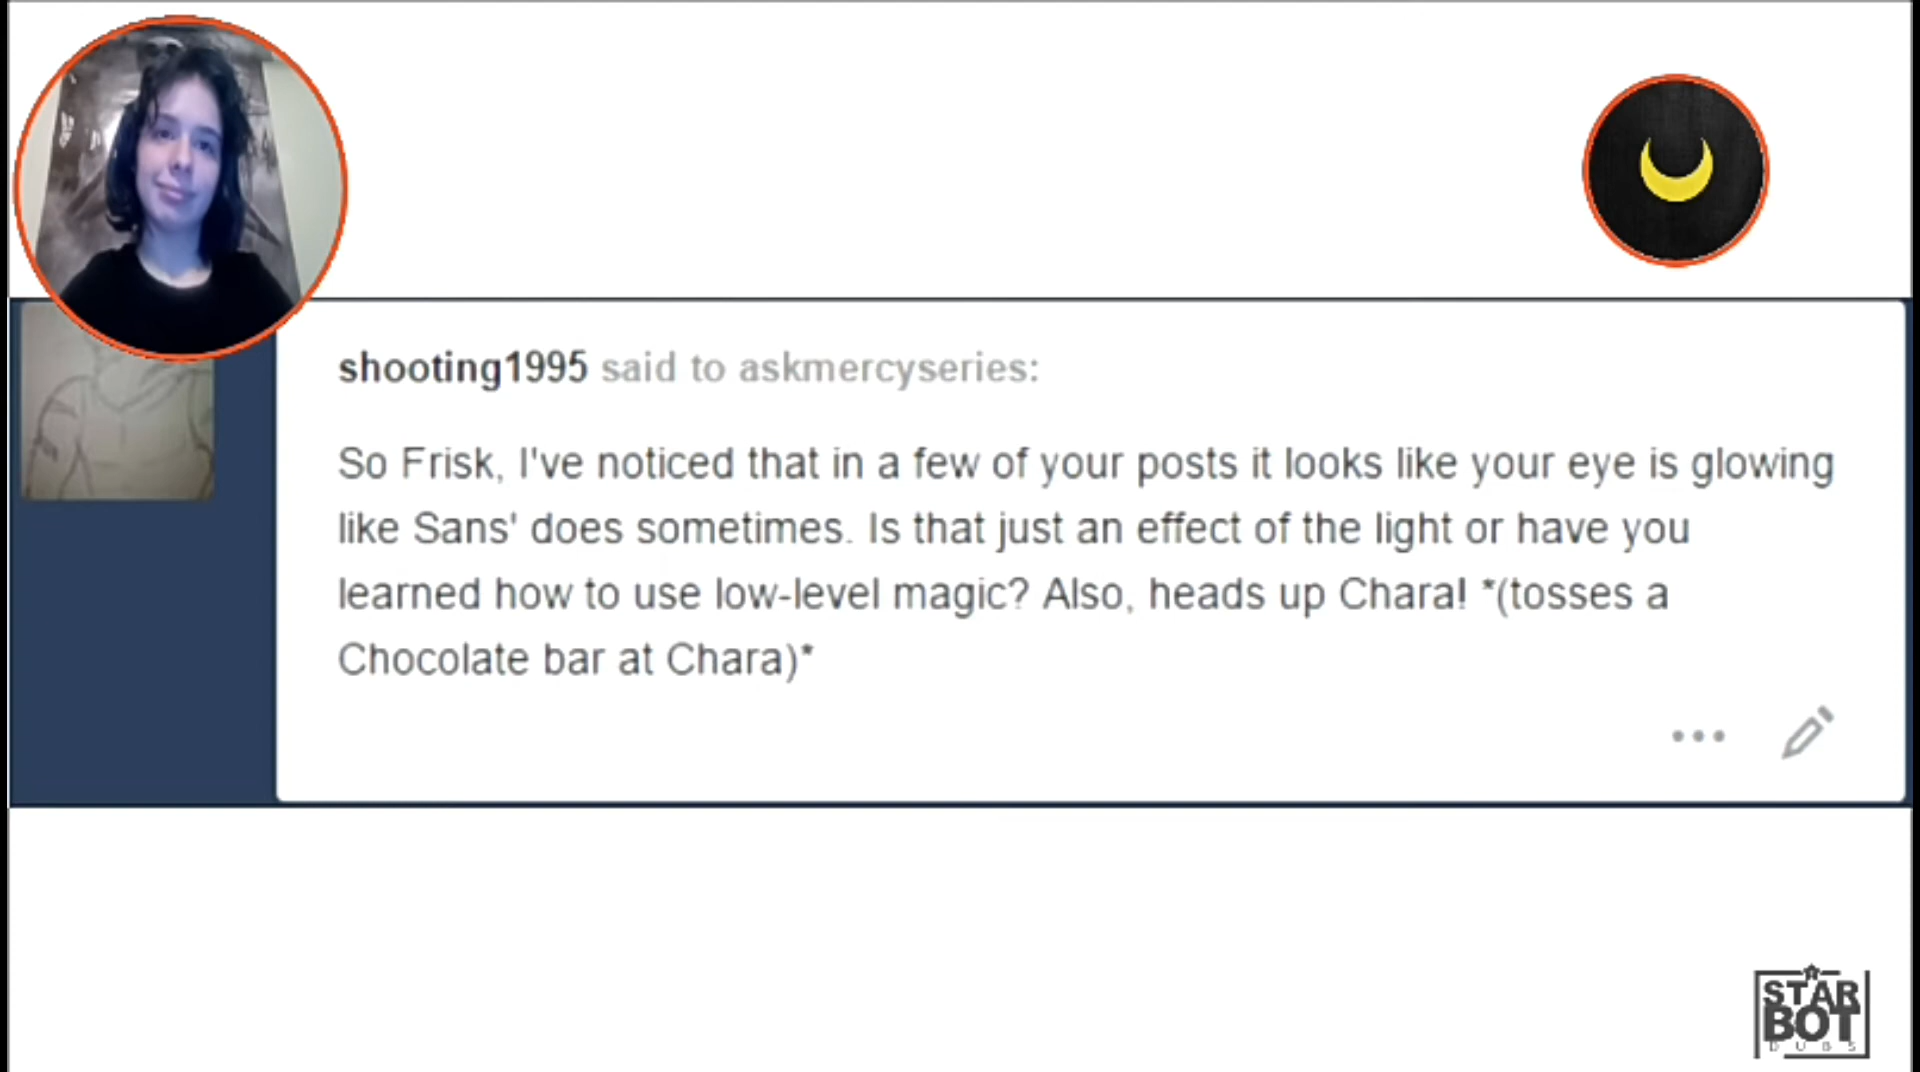 shooting1995 said to askmercyseries:
So Frisk, I've noticed that in a few of your posts it looks like your eye is glowing
like Sans' does sometimes. Is that just an effect of the light or have you
learned how to use low-level magic? Also, heads up Chara! *(tosses a
Chocolate bar at Chara)*
STAR
BOT
DUBS